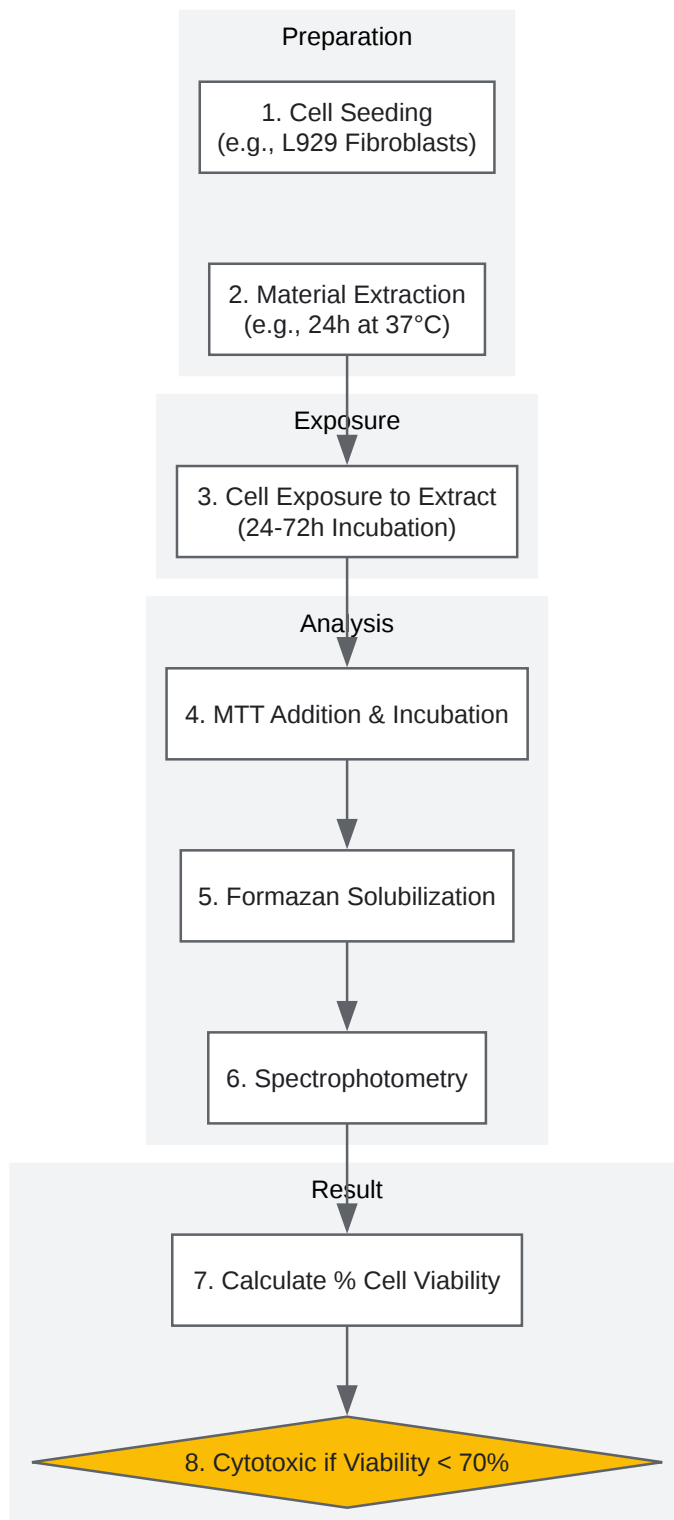 Preparation
1. Cell Seeding
(e.g., L929 Fibroblasts)
2. Material Extraction
(e.g., 24h at 37°C)
Exposure
3. Cell Exposure to Extract
(24-72h Incubation)
Analysis
4. MTT Addition & Incubation
5. Formazan Solubilization
6. Spectrophotometry
Result
7. Calculate % Cell Viability
8. Cytotoxic if Viability < 70%